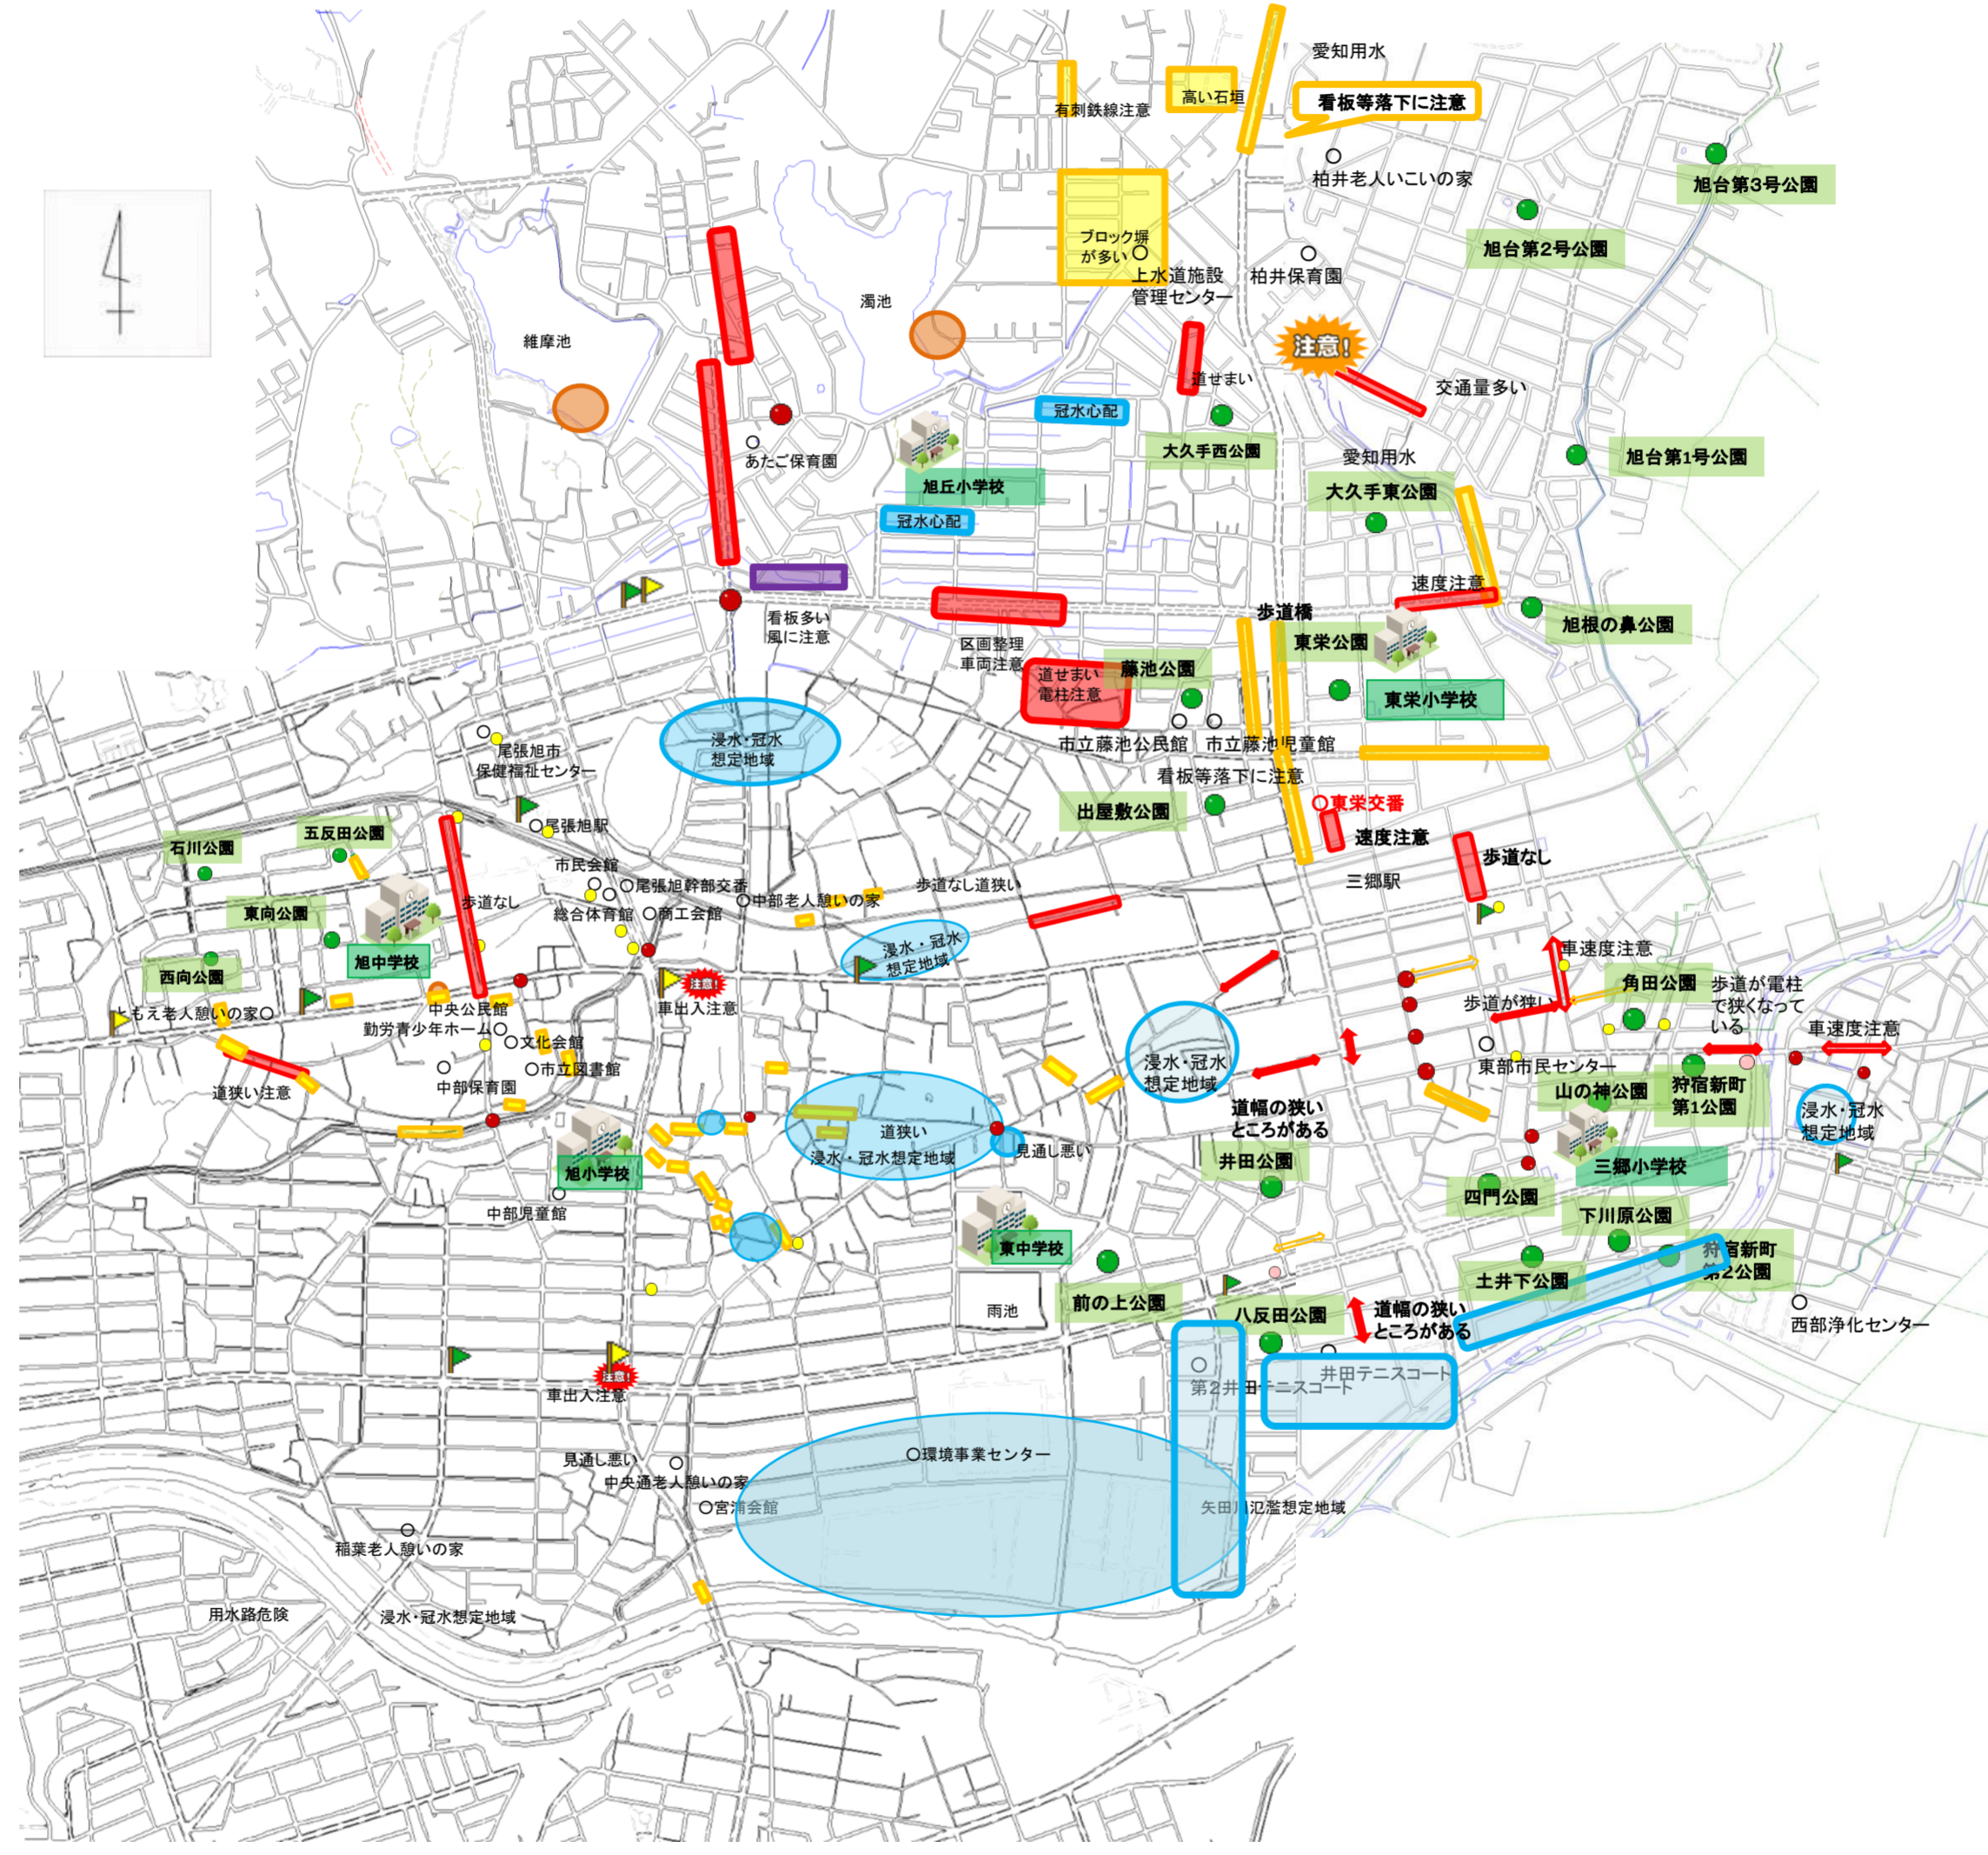 愛知用水
看板等落下に注意
有刺鉄線注意
高い石垣
柏井老人いこいの家
旭台第3号公園
旭台第2号公園
ブロック塀
が多い
上水道施設
管理センター
柏井保育園
濁池
維摩池
注意!
道せまい
交通量多い
冠水心配
あたご保育園
大久手西公園
愛知用水
旭台第1号公園
旭丘小学校
大久手東公園
冠水心配
速度注意
看板多い
風に注意
歩道橋
旭根の鼻公園
区画整理
車両注意
東栄公園
道せまい
電柱注意
藤池公園
東栄小学校
浸水・冠水
想定地域
市立藤池公民館
市立藤池児童館
尾張旭市
保健福祉センター
看板等落下に注意
出屋敷公園
東栄交番
尾張旭駅
速度注意
五反田公園
石川公園
歩道なし
市民会館
尾張旭幹部交番
歩道なし道狭い
三郷駅
中部老人憩いの家
歩道なし
東向公園
総合体育館
商工会館
浸水・冠水
想定地域
車速度注意
旭中学校
西向公園
角田公園
歩道が電柱
で狭くなって
いる
注意!
車出入注意
中央公民館
歩道が狭い
ともえ老人憩いの家
勤労青少年ホーム
車速度注意
文化会館
浸水・冠水
想定地域
東部市民センター
市立図書館
中部保育園
道狭い注意
山の神公園
狩宿新町
第1公園
道幅の狭い
ところがある
浸水・冠水
想定地域
道狭い
浸水・冠水想定地域
見通し悪い
井田公園
旭小学校
三郷小学校
四門公園
中部児童館
下川原公園
東中学校
狩宿新町
第2公園
土井下公園
前の上公園
雨池
八反田公園
道幅の狭い
ところがある
西部浄化センター
注意!
車出入注意
井田テニスコート
第2井田テニスコート
環境事業センター
見通し悪い
中央通老人憩いの家
宮浦会館
矢田川氾濫想定地域
稲葉老人憩いの家
用水路危険
浸水・冠水想定地域